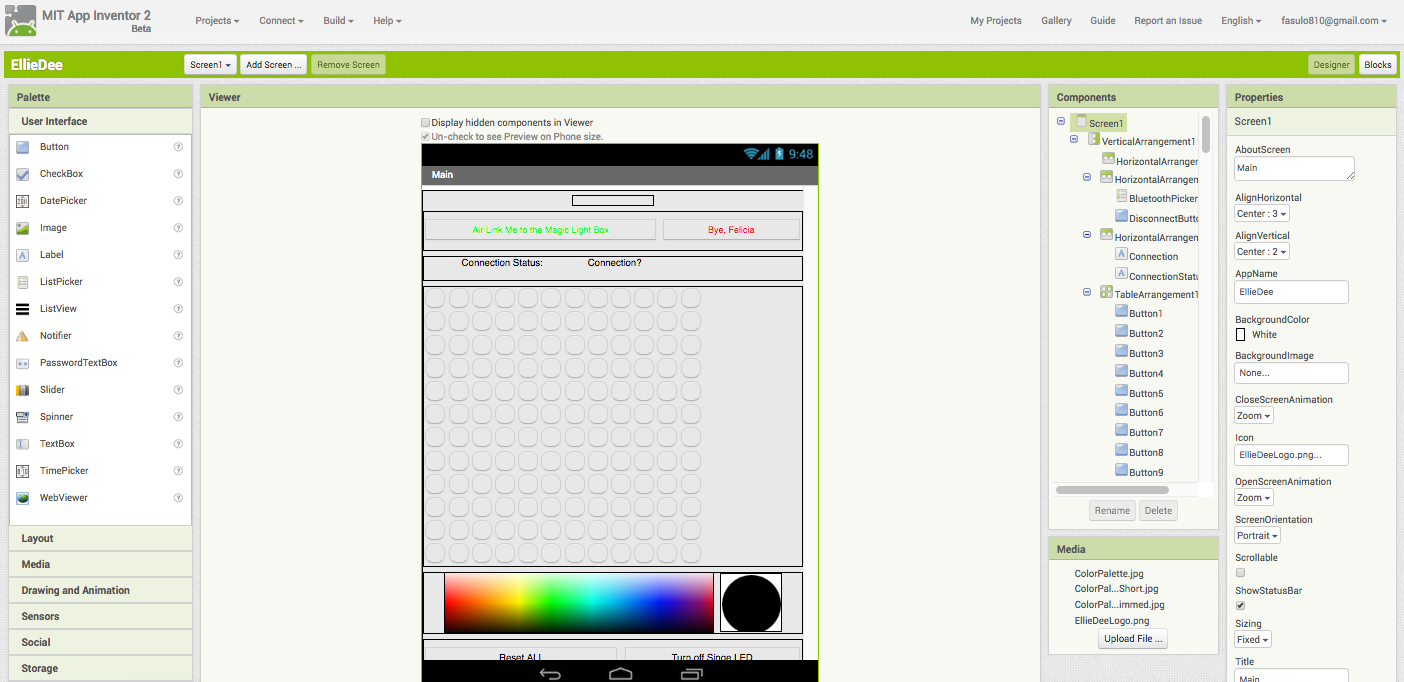 MIT App Inventor 2
Beta
Projects Connect Build Help
My Projects Gallery Guide Report an Issue English fasulo810@gmail.com
EllieDee
Screen1 Add Screen ... Remove Screen
Designer Blocks
Palette
User Interface
Button
CheckBox
DatePicker
Image
Label
ListPicker
ListView
Notifier
PasswordTextBox
Slider
Spinner
TextBox
TimePicker
WebViewer
Layout
Media
Drawing and Animation
Sensors
Social
Storage
Viewer
Display hidden components in Viewer
Un-check to see Preview on Phone size.
9:48
Main
Air Link Me to the Magic Light Box Bye, Felicia
Connection Status: Connection?
Reset ALL Turn off Singe LED
Components
Screen1
VerticalArrangement1
HorizontalArranger
HorizontalArrangen
BluetoothPicker
DisconnectButto
HorizontalArrangen
Connection
ConnectionStatu
TableArrangement1
Button1
Button2
Button3
Button4
Button5
Button6
Button7
Button8
Button9
Rename Delete
Media
ColorPalette.jpg
ColorPal...Short.jpg
ColorPal...immed.jpg
EllieDeeLogo.png
Upload File ...
Properties
Screen1
AboutScreen
Main
AlignHorizontal
Center : 3
AlignVertical
Center : 2
AppName
EllieDee
BackgroundColor
White
BackgroundImage
None...
CloseScreenAnimation
Zoom
Icon
EllieDeeLogo.png...
OpenScreenAnimation
Zoom
ScreenOrientation
Portrait
Scrollable
ShowStatusBar
Sizing
Fixed
Title
Main